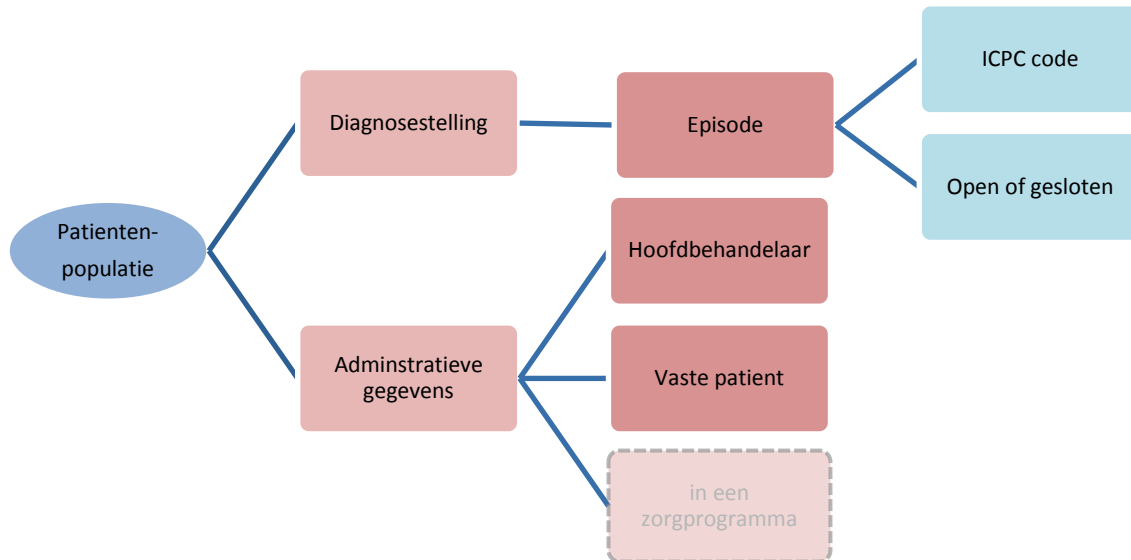 ICPC code
Diagnosestelling
Episode
Open of gesloten
Patienten-
populatie
Hoofdbehandelaar
Adminstratieve
gegevens
Vaste patient
in een
zorgprogramma